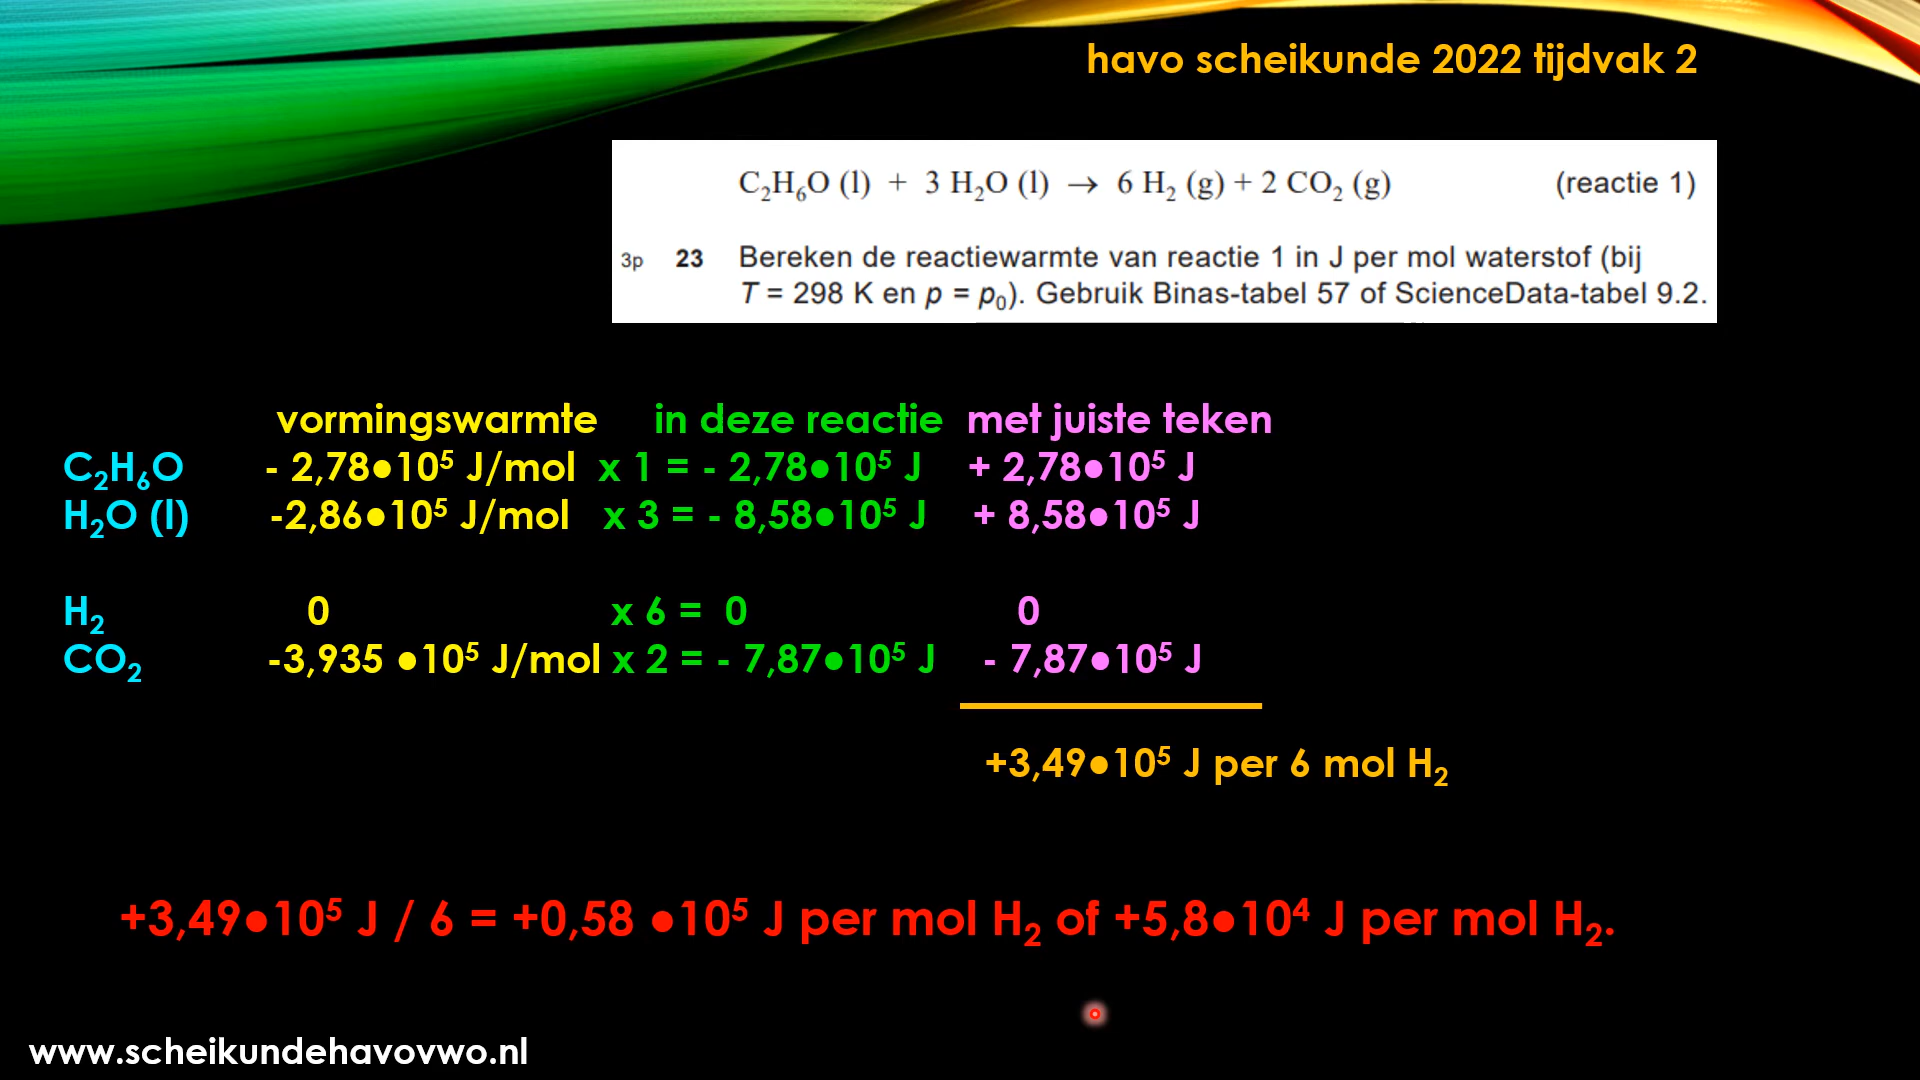 havo scheikunde 2022 tijdvak 2
C₂H₆O (l) + 3 H₂O (l) → 6 H₂ (g) + 2 CO₂ (g) (reactie 1)
3p 23 Bereken de reactiewarmte van reactie 1 in J per mol waterstof (bij
T = 298 K en p = p₀). Gebruik Binas-tabel 57 of ScienceData-tabel 9.2.
vormingswarmte in deze reactie met juiste teken
C₂H₆O - 2,78●10⁵ J/mol x 1 = - 2,78●10⁵ J + 2,78●10⁵ J
H₂O (l) -2,86●10⁵ J/mol x 3 = - 8,58●10⁵ J + 8,58●10⁵ J
H₂ 0 x 6 = 0 0
CO₂ -3,935 ●10⁵ J/mol x 2 = - 7,87●10⁵ J - 7,87●10⁵ J
+3,49●10⁵ J per 6 mol H₂
+3,49●10⁵ J / 6 = +0,58 ●10⁵ J per mol H₂ of +5,8●10⁴ J per mol H₂.
www.scheikundehavovwo.nl